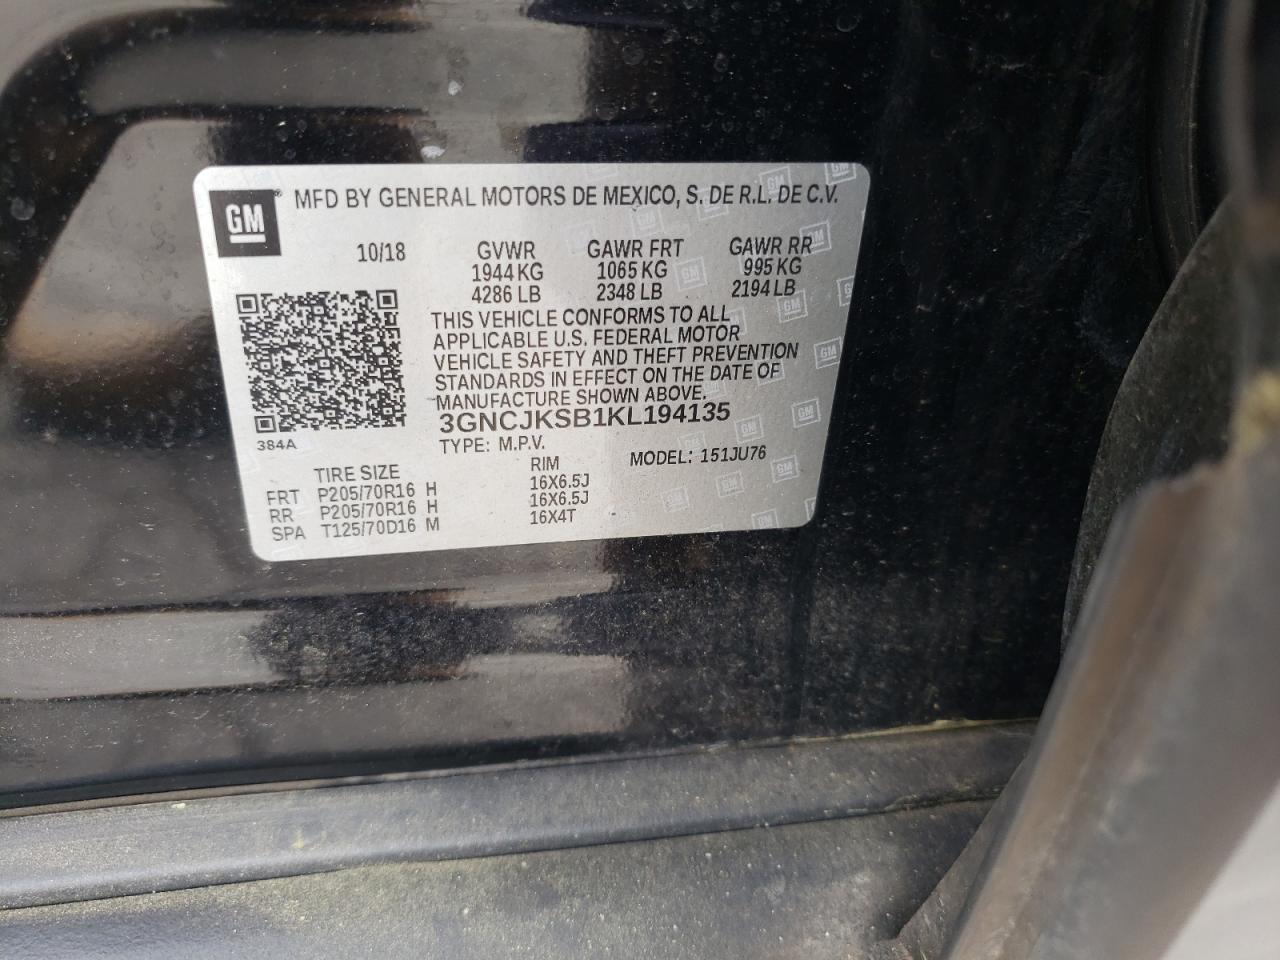 GM® MFD BY GENERAL MOTORS DE MEXICO, S. DE R.L. DE C.V.
10/18 GVWR GAWR FRT GAWR RR
1944 KG 1065 KG 995 KG
4286 LB 2348 LB 2194 LB
THIS VEHICLE CONFORMS TO ALL
APPLICABLE U.S. FEDERAL MOTOR
VEHICLE SAFETY AND THEFT PREVENTION
STANDARDS IN EFFECT ON THE DATE OF
MANUFACTURE SHOWN ABOVE.
3GNCJKSB1KL194135
384A
TYPE: M.P.V. MODEL: 151JU76
TIRE SIZE RIM
FRT P205/70R16 H 16X6.5J
RR P205/70R16 H 16X6.5J
SPA T125/70D16 M 16X4T